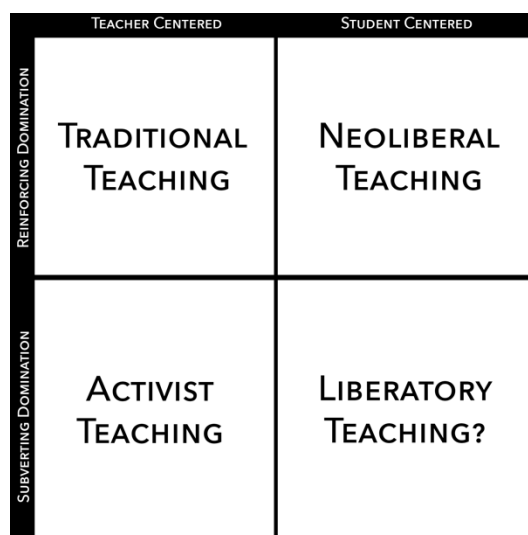 TEACHER CENTERED
STUDENT CENTERED
REINFORCING DOMINATION
TRADITIONAL
TEACHING
NEOLIBERAL
TEACHING
SUBVERTING DOMINATION
ACTIVIST
TEACHING
LIBERATORY
TEACHING?